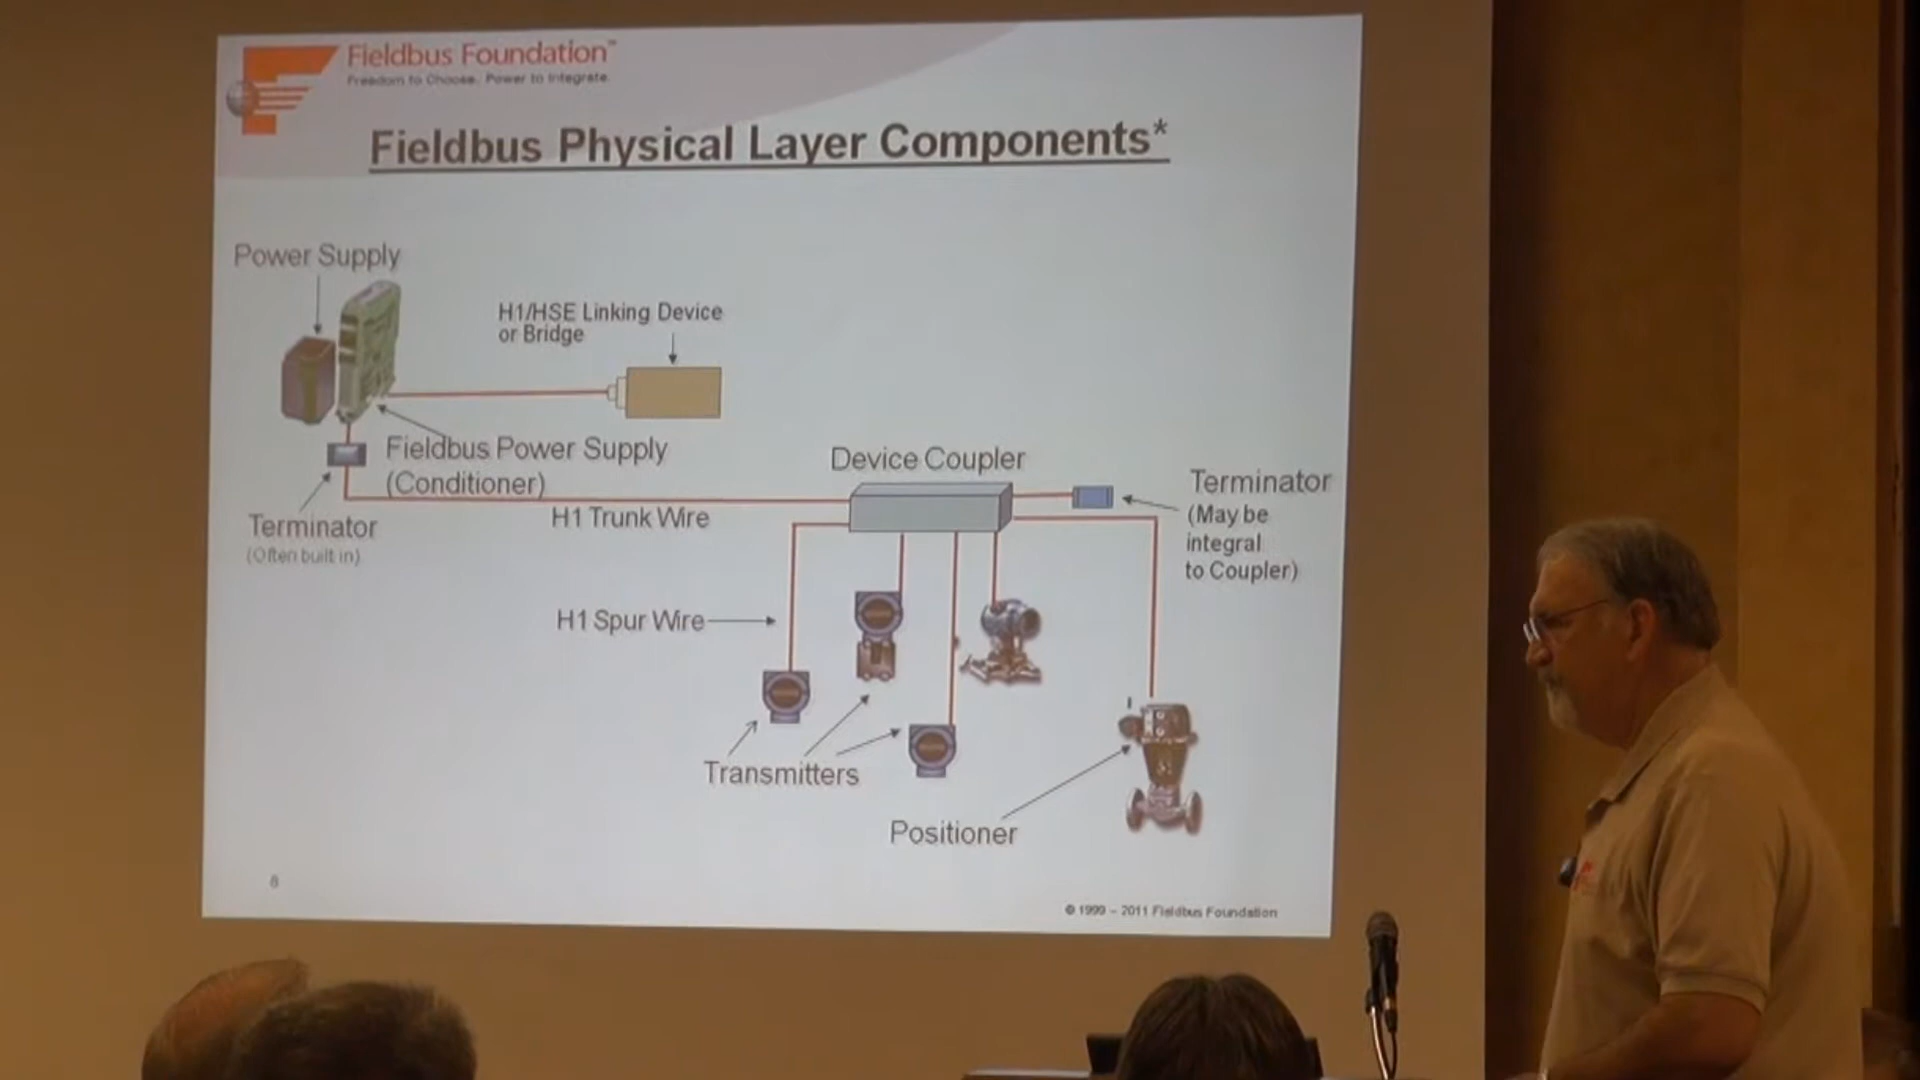 Fieldbus Foundation™
Freedom to Choose. Power to Integrate.
Fieldbus Physical Layer Components*
Power Supply
H1/HSE Linking Device
or Bridge
Fieldbus Power Supply
(Conditioner)
Device Coupler
Terminator
(May be
integral
to Coupler)
Terminator
(Often built in)
H1 Trunk Wire
H1 Spur Wire
Transmitters
Positioner
8
© 1999 – 2011 Fieldbus Foundation